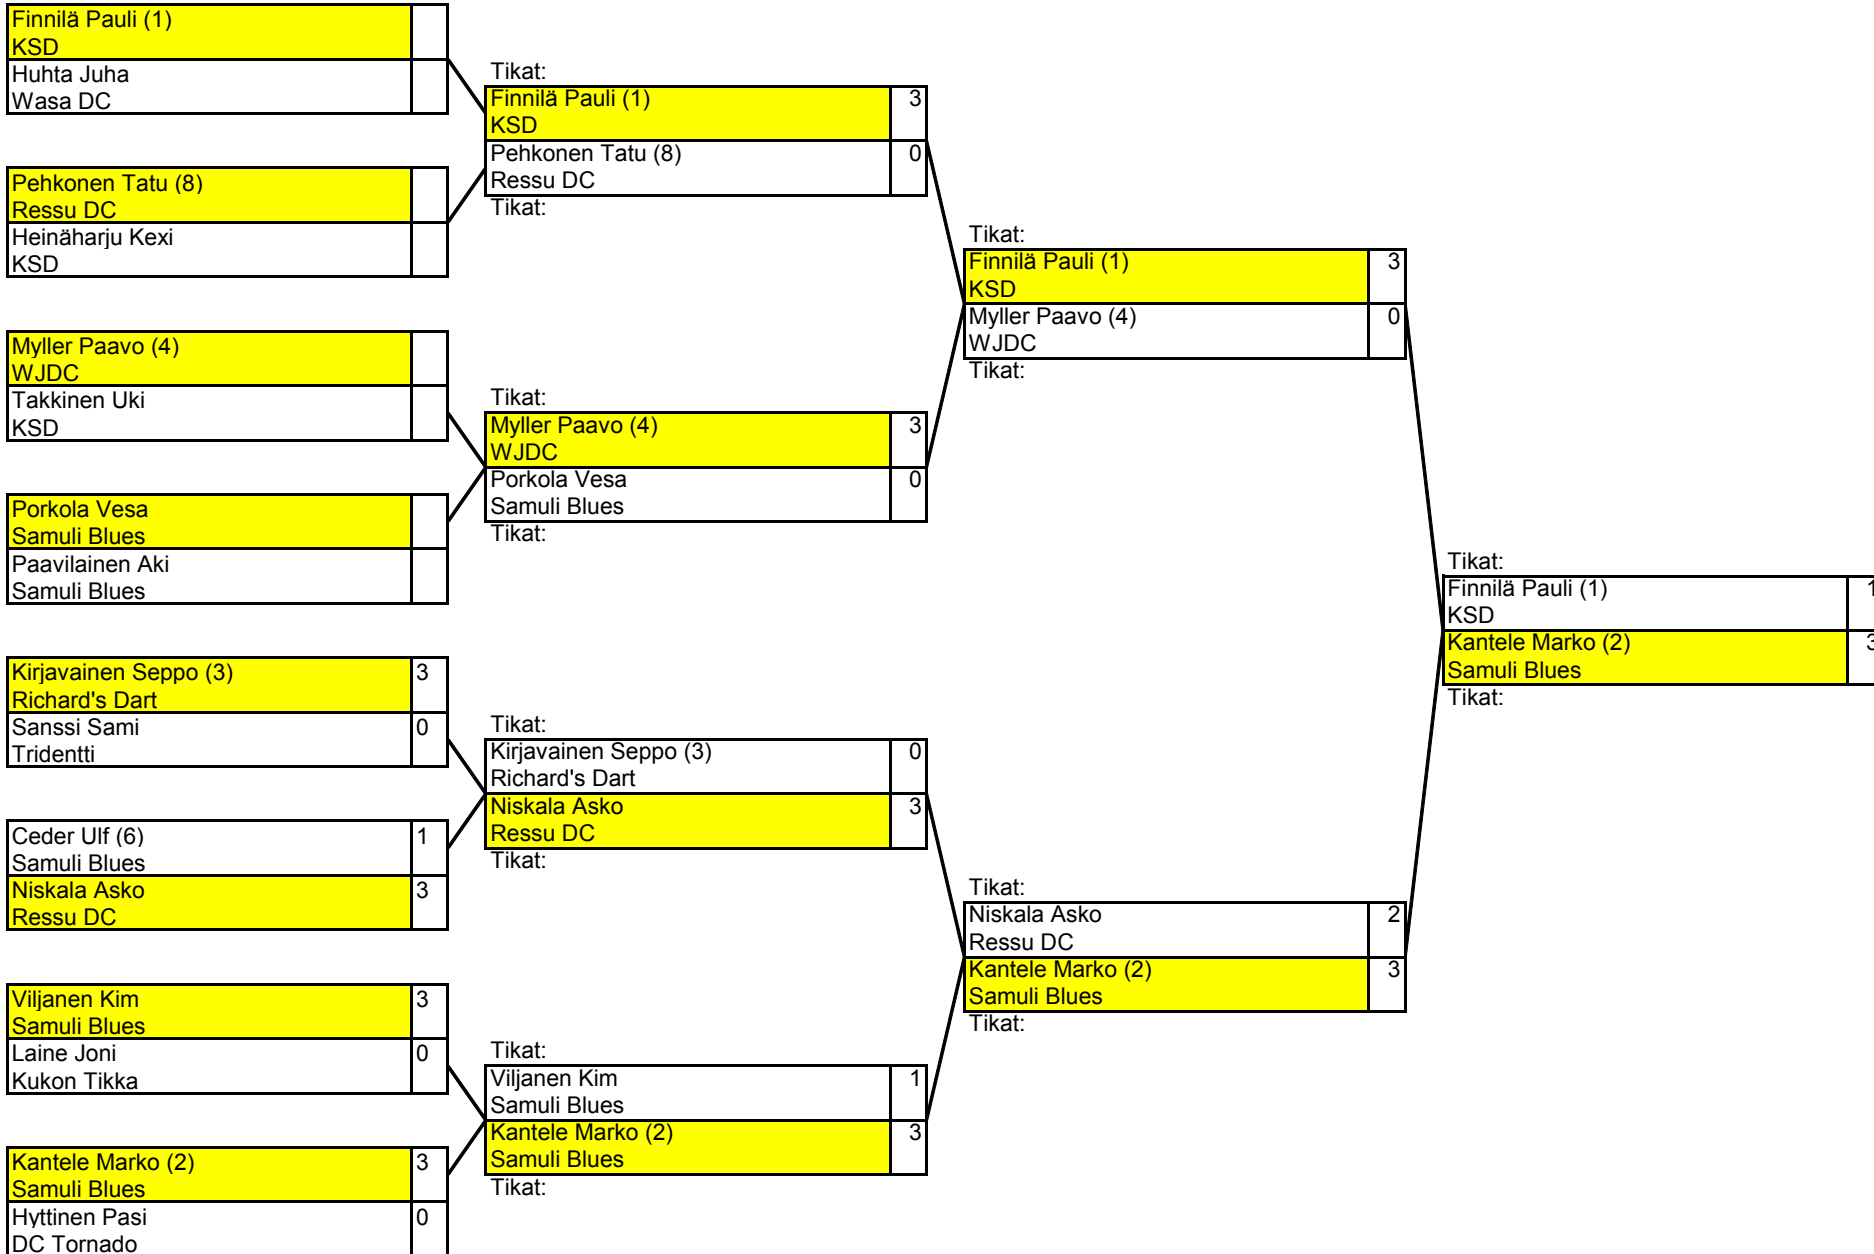 Finnilä Pauli (1)
KSD
Huhta Juha
Wasa DC
Pehkonen Tatu (8)
Ressu DC
Heinäharju Kexi
KSD
Myller Paavo (4)
WJDC
Takkinen Uki
KSD
Porkola Vesa
Samuli Blues
Paavilainen Aki
Samuli Blues
Kirjavainen Seppo (3) 3
Richard's Dart
Sanssi Sami 0
Tridentti
Ceder Ulf (6) 1
Samuli Blues
Niskala Asko 3
Ressu DC
Viljanen Kim 3
Samuli Blues
Laine Joni 0
Kukon Tikka
Kantele Marko (2) 3
Samuli Blues
Hyttinen Pasi 0
DC Tornado
Tikat:
Finnilä Pauli (1) 3
KSD
Pehkonen Tatu (8) 0
Ressu DC
Tikat:
Tikat:
Myller Paavo (4) 3
WJDC
Porkola Vesa 0
Samuli Blues
Tikat:
Tikat:
Kirjavainen Seppo (3) 0
Richard's Dart
Niskala Asko 3
Ressu DC
Tikat:
Tikat:
Viljanen Kim 1
Samuli Blues
Kantele Marko (2) 3
Samuli Blues
Tikat:
Tikat:
Finnilä Pauli (1) 3
KSD
Myller Paavo (4) 0
WJDC
Tikat:
Tikat:
Niskala Asko 2
Ressu DC
Kantele Marko (2) 3
Samuli Blues
Tikat:
Tikat:
Finnilä Pauli (1) 1
KSD
Kantele Marko (2) 3
Samuli Blues
Tikat: